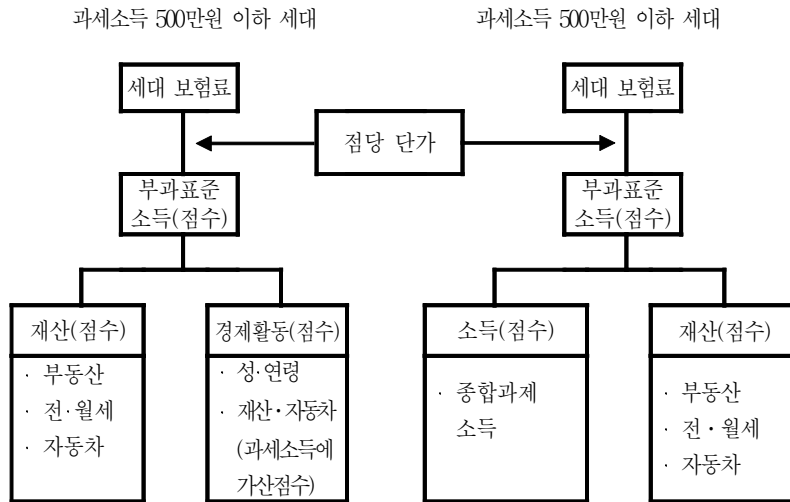 과세소득 500만원 이하 세대
과세소득 500만원 이하 세대
세대 보험료
세대 보험료
점당 단가
부과표준
소득(점수)
부과표준
소득(점수)
재산(점수)
· 부동산
· 전·월세
· 자동차
경제활동(점수)
· 성·연령
· 재산·자동차
(과세소득에
가산점수)
소득(점수)
· 종합과제
소득
재산(점수)
· 부동산
· 전·월세
· 자동차